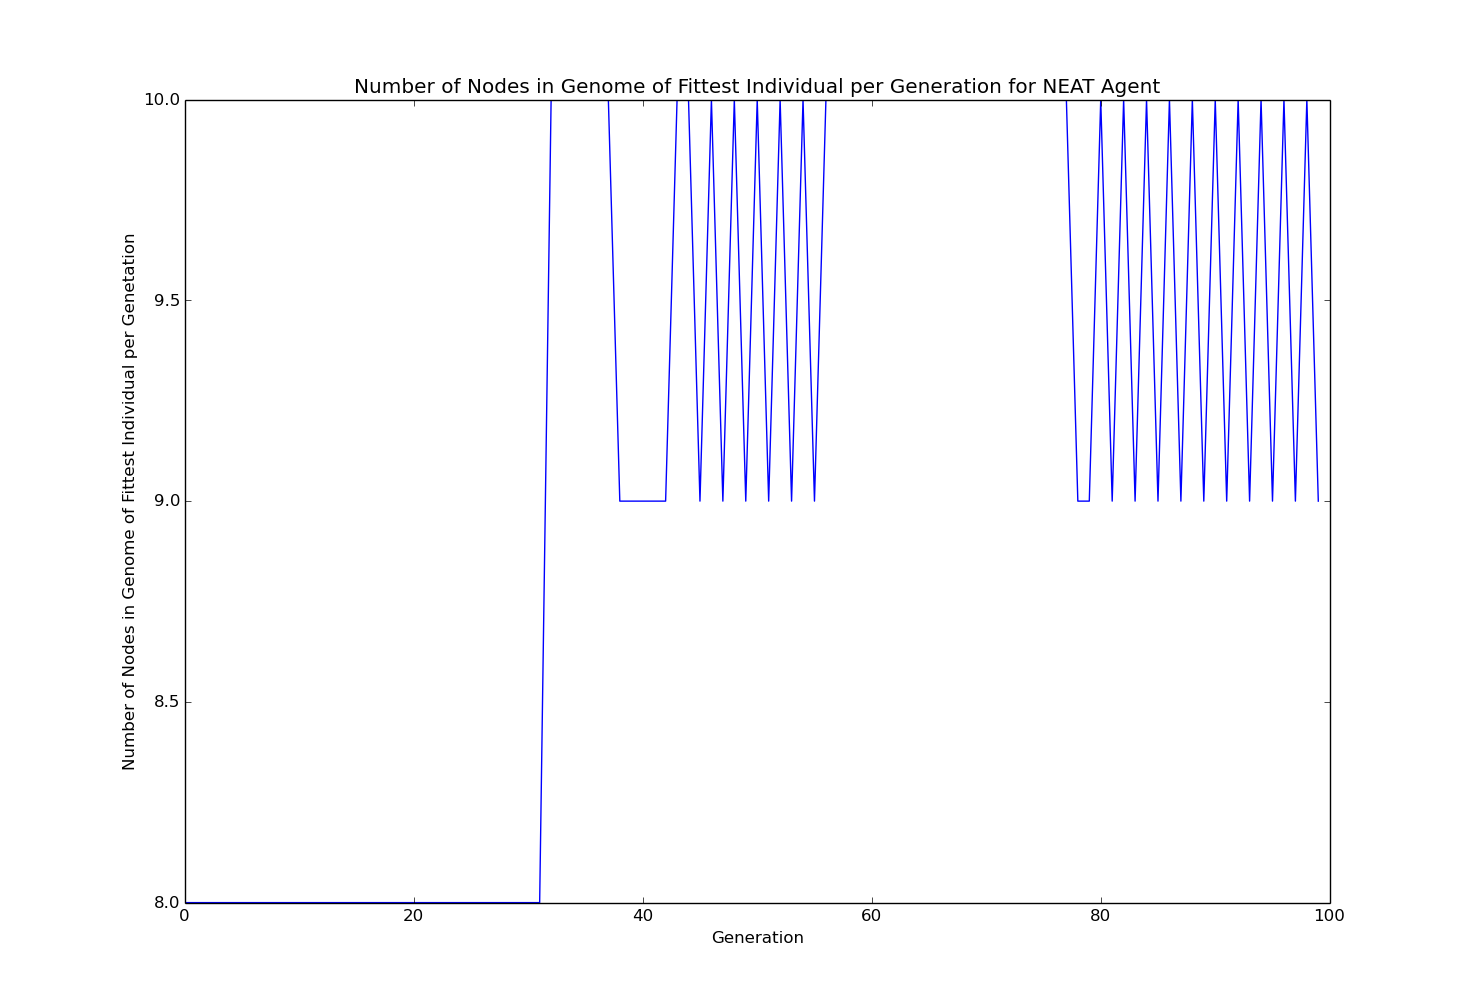 Number of Nodes in Genome of Fittest Individual per Generation for NEAT Agent
10.0
9.5
9.0
8.5
8.0
Number of Nodes in Genome of Fittest Individual per Genetation
0 20 40 60 80 100
Generation